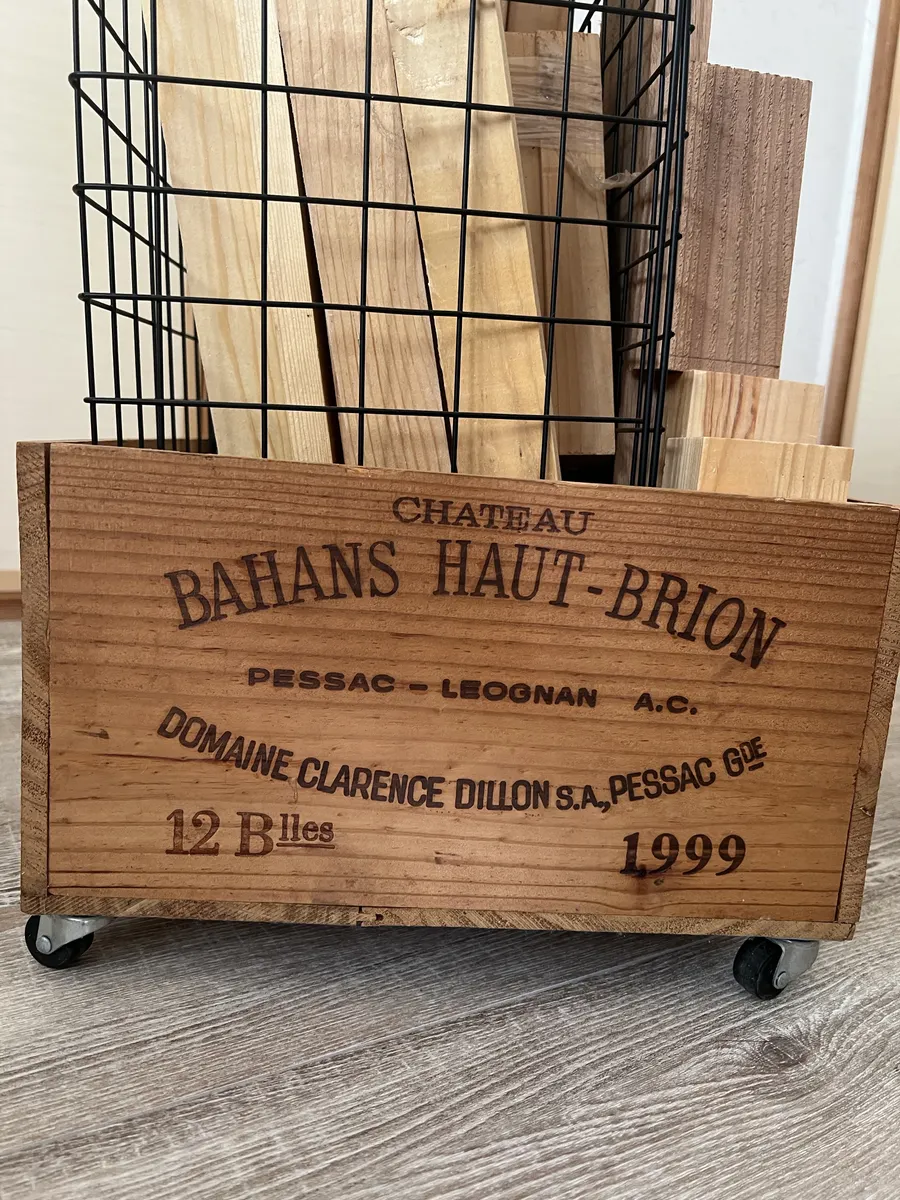 CHATEAU
BAHANS HAUT-BRION
PESSAC - LEOGNAN A.C.
DOMAINE CLARENCE DILLON S.A., PESSAC GDE
12 Blles 1999